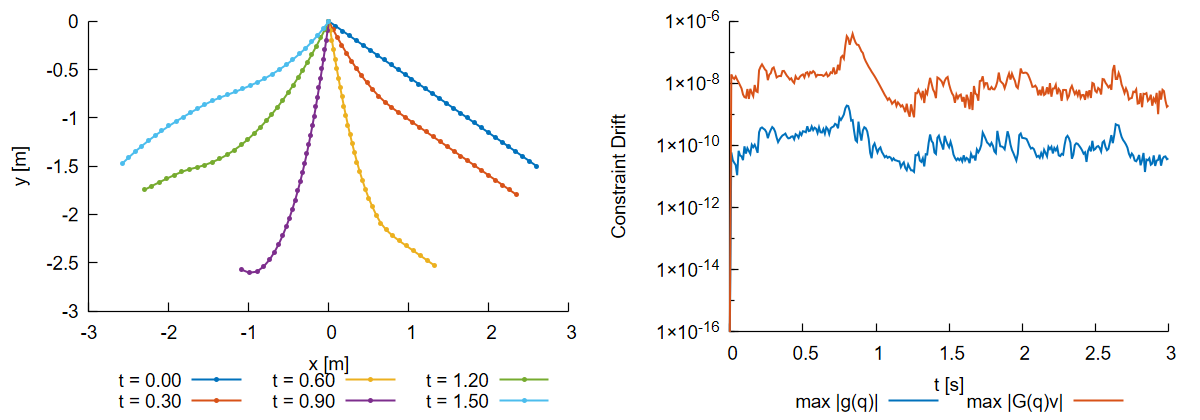 0
-0.5
-1
-1.5
-2
-2.5
-3
y [m]
-3 -2 -1 0 1 2 3
x [m]
t = 0.00 t = 0.60 t = 1.20
t = 0.30 t = 0.90 t = 1.50
1×10-6
1×10-8
1×10-10
1×10-12
1×10-14
1×10-16
Constraint Drift
0 0.5 1 1.5 2 2.5 3
t [s]
max |g(q)| max |G(q)v|